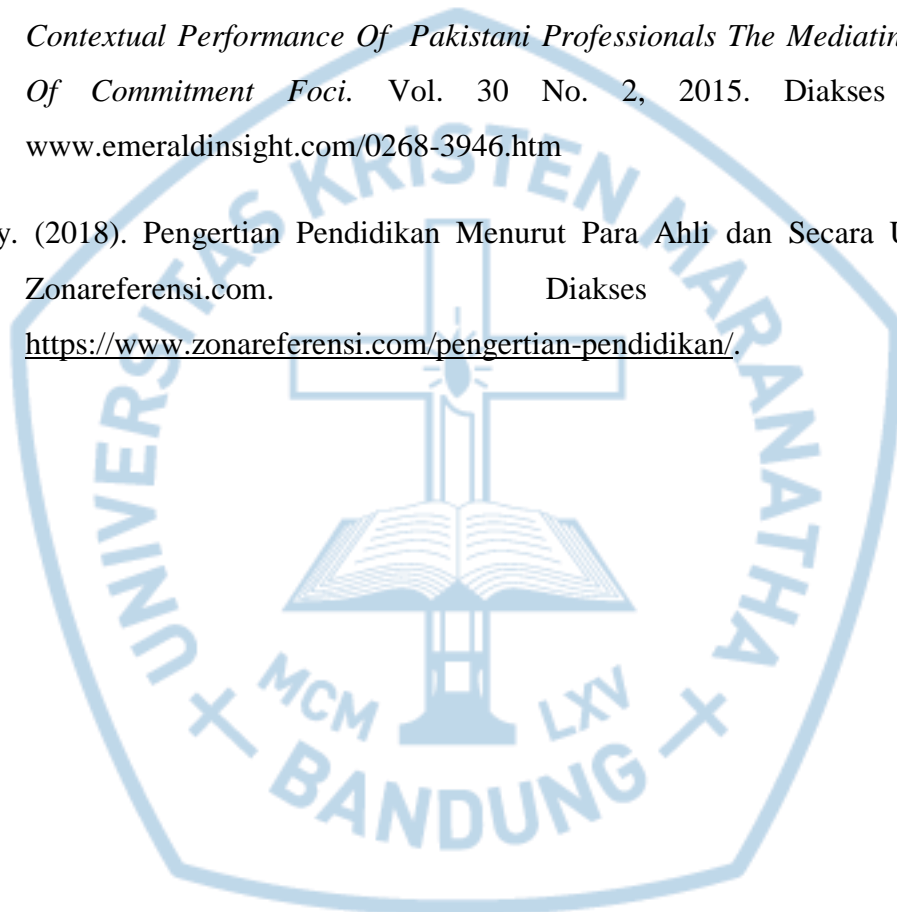 Contextual Performance Of Pakistani Professionals The Mediatin
Of Commitment Foci. Vol. 30 No. 2, 2015. Diakses
www.emeraldinsight.com/0268-3946.htm
y. (2018). Pengertian Pendidikan Menurut Para Ahli dan Secara U
Zonareferensi.com. Diakses
https://www.zonareferensi.com/pengertian-pendidikan/.
UNIVERSITAS KRISTEN MARANATHA
MCM LXV
BANDUNG